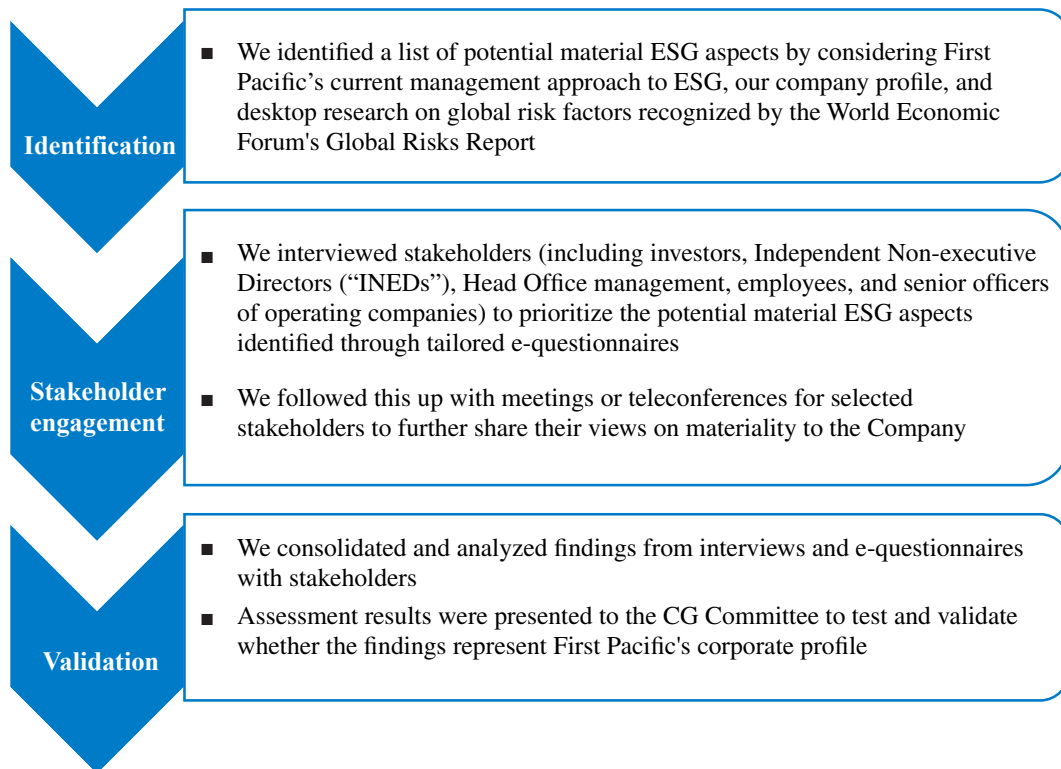 Identification
■ We identified a list of potential material ESG aspects by considering First
Pacific's current management approach to ESG, our company profile, and
desktop research on global risk factors recognized by the World Economic
Forum's Global Risks Report
Stakeholder
engagement
■ We interviewed stakeholders (including investors, Independent Non-executive
Directors (“INEDs”), Head Office management, employees, and senior officers
of operating companies) to prioritize the potential material ESG aspects
identified through tailored e-questionnaires
■ We followed this up with meetings or teleconferences for selected
stakeholders to further share their views on materiality to the Company
Validation
■ We consolidated and analyzed findings from interviews and e-questionnaires
with stakeholders
■ Assessment results were presented to the CG Committee to test and validate
whether the findings represent First Pacific's corporate profile